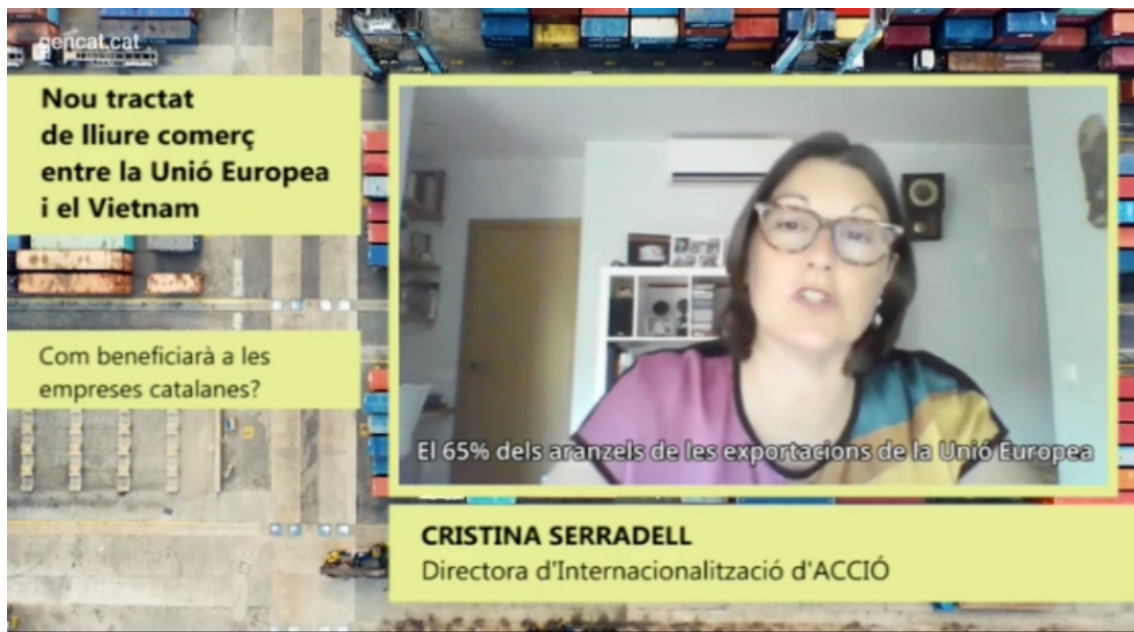 gencat.cat
Nou tractat
de lliure comerç
entre la Unió Europea
i el Vietnam
Com beneficiarà a les
empreses catalanes?
El 65% dels aranzels de les exportacions de la Unió Europea
CRISTINA SERRADELL
Directora d'Internacionalització d'ACCIÓ